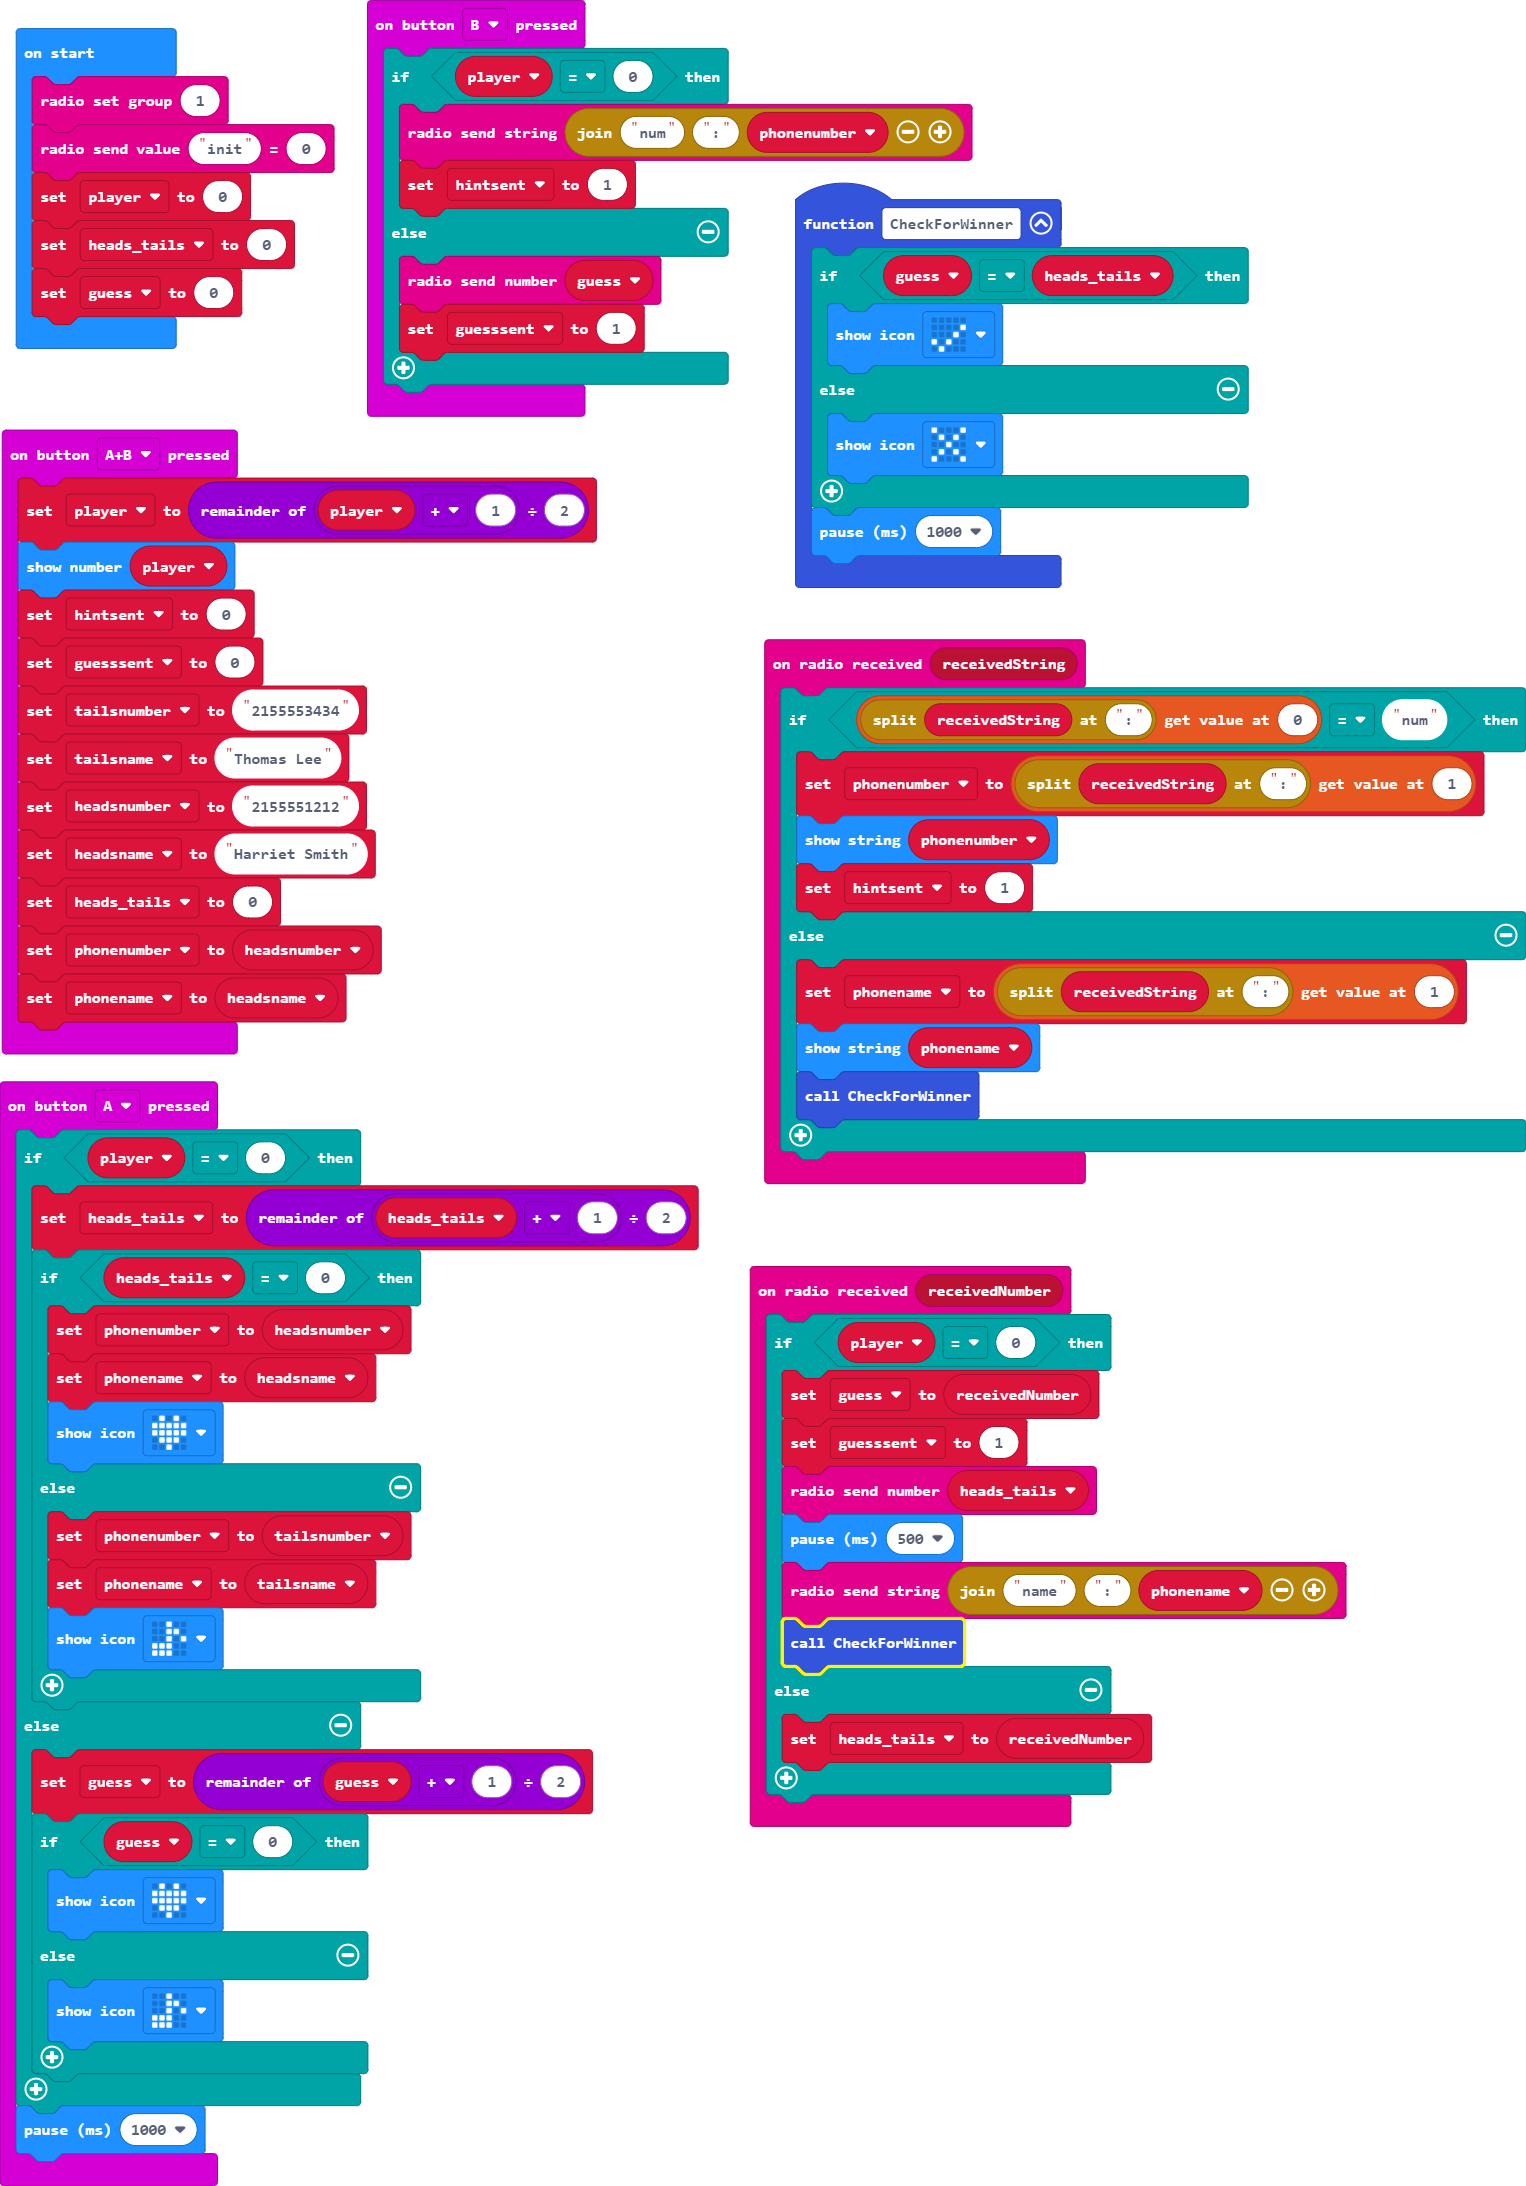 on start
radio set group 1
radio send value "init" = 0
set player to 0
set heads_tails to 0
set guess to 0
on button B pressed
if player = 0 then
radio send string join "num" ":" phonenumber
set hintsent to 1
else
radio send number guess
set guesssent to 1
function CheckForWinner
if guess = heads_tails then
show icon
else
show icon
pause (ms) 1000
on button A+B pressed
set player to remainder of player + 1 ÷ 2
show number player
set hintsent to 0
set guesssent to 0
set tailsnumber to "2155553434"
set tailsname to "Thomas Lee"
set headsnumber to "2155551212"
set headsname to "Harriet Smith"
set heads_tails to 0
set phonenumber to headsnumber
set phonename to headsname
on radio received receivedString
if split receivedString at ":" get value at 0 = "num" then
set phonenumber to split receivedString at ":" get value at 1
show string phonenumber
set hintsent to 1
else
set phonename to split receivedString at ":" get value at 1
show string phonename
call CheckForWinner
on button A pressed
if player = 0 then
set heads_tails to remainder of heads_tails + 1 ÷ 2
if heads_tails = 0 then
set phonenumber to headsnumber
set phonename to headsname
show icon
else
set phonenumber to tailsnumber
set phonename to tailsname
show icon
else
set guess to remainder of guess + 1 ÷ 2
if guess = 0 then
show icon
else
show icon
pause (ms) 1000
on radio received receivedNumber
if player = 0 then
set guess to receivedNumber
set guesssent to 1
radio send number heads_tails
pause (ms) 500
radio send string join "name" ":" phonename
call CheckForWinner
else
set heads_tails to receivedNumber